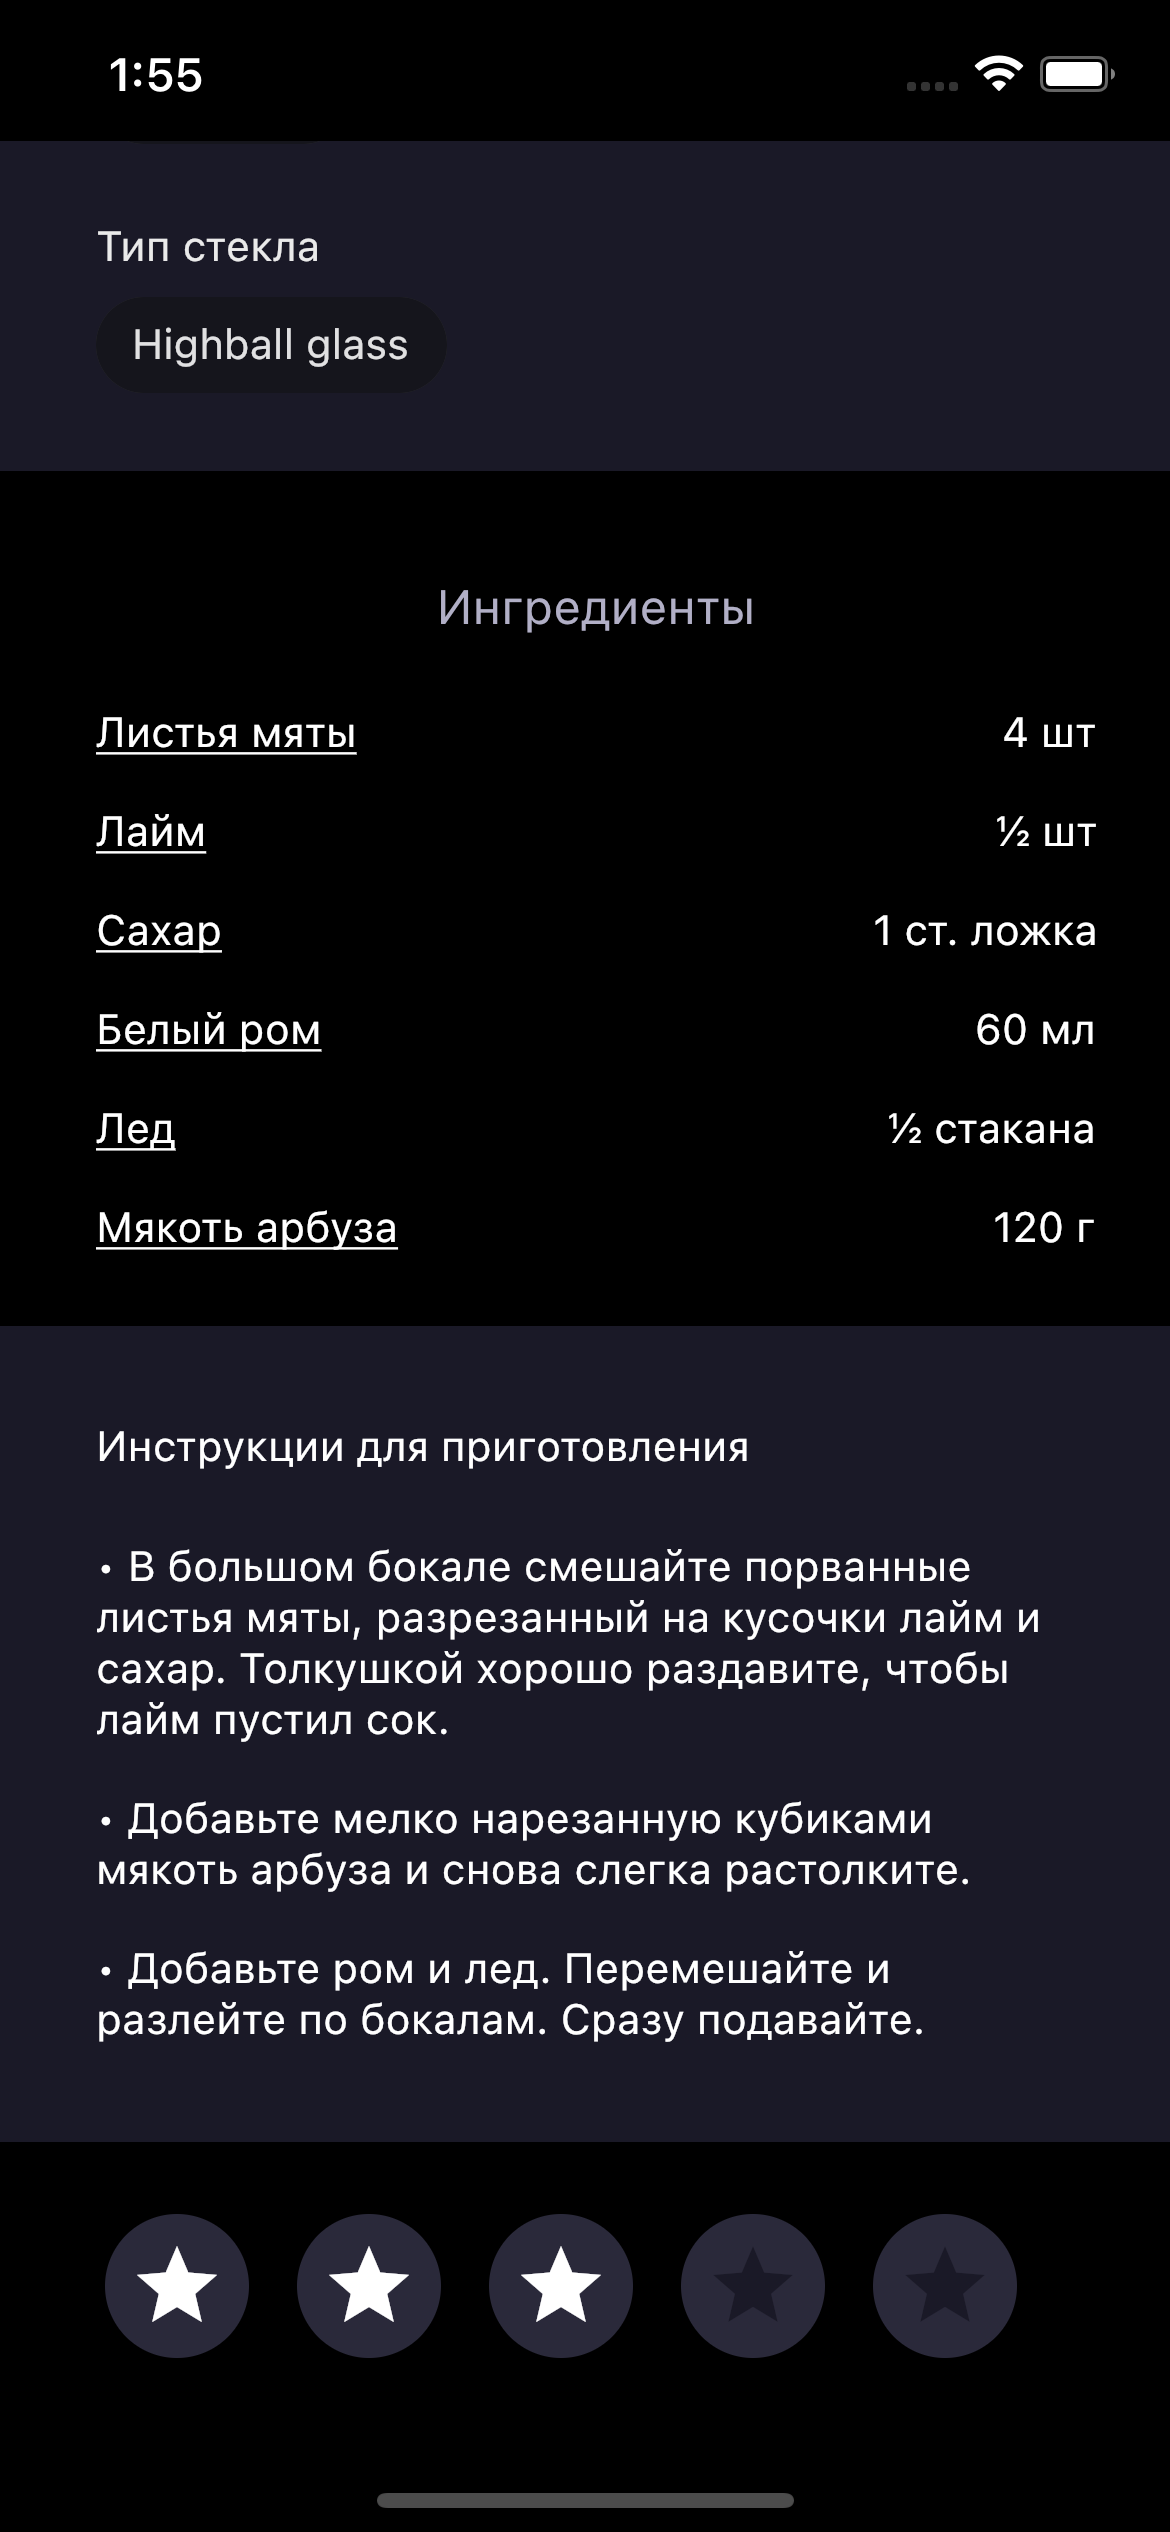 1:55
Тип стекла
Highball glass
Ингредиенты
Листья мяты 4 шт
Лайм ½ шт
Сахар 1 ст. ложка
Белый ром 60 мл
Лед ½ стакана
Мякоть арбуза 120 г
Инструкции для приготовления
• В большом бокале смешайте порванные
листья мяты, разрезанный на кусочки лайм и
сахар. Толкушкой хорошо раздавите, чтобы
лайм пустил сок.
• Добавьте мелко нарезанную кубиками
мякоть арбуза и снова слегка растолките.
• Добавьте ром и лед. Перемешайте и
разлейте по бокалам. Сразу подавайте.